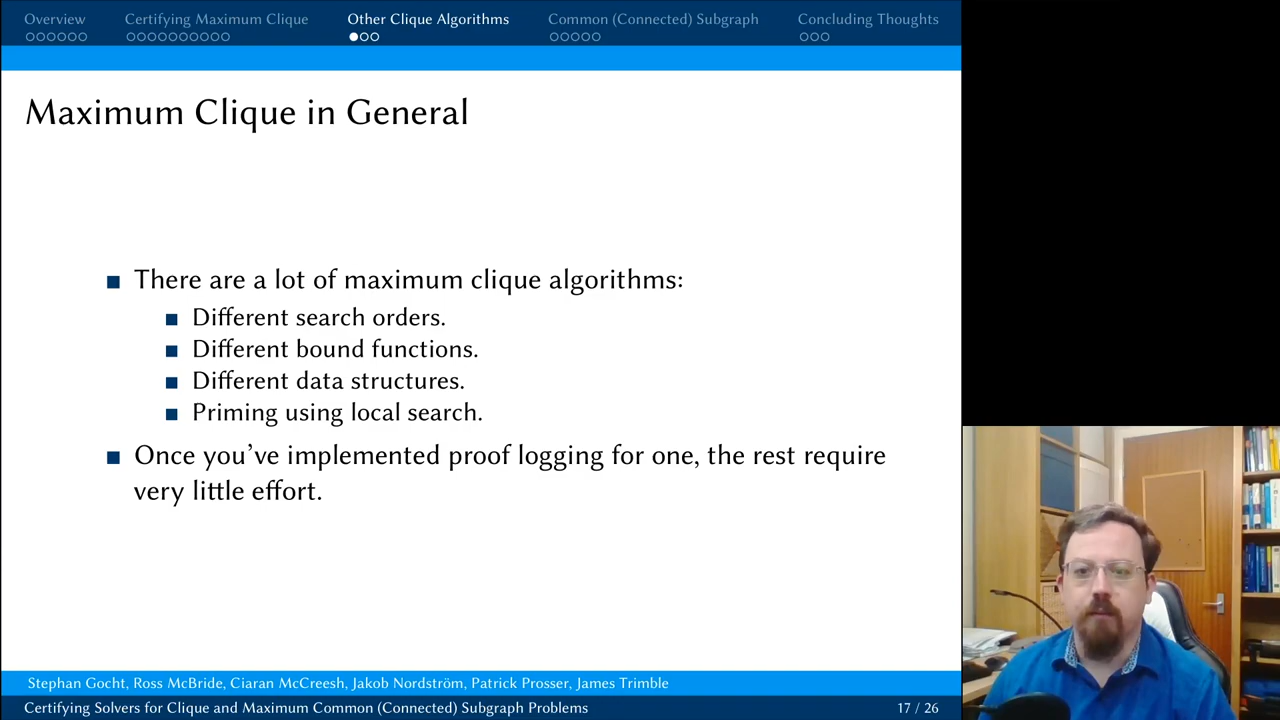 Overview
Certifying Maximum Clique
Other Clique Algorithms
Common (Connected) Subgraph
Concluding Thoughts
Maximum Clique in General
There are a lot of maximum clique algorithms:
Different search orders.
Different bound functions.
Different data structures.
Priming using local search.
Once you've implemented proof logging for one, the rest require
very little effort.
Stephan Gocht, Ross McBride, Ciaran McCreesh, Jakob Nordström, Patrick Prosser, James Trimble
Certifying Solvers for Clique and Maximum Common (Connected) Subgraph Problems
17 / 26